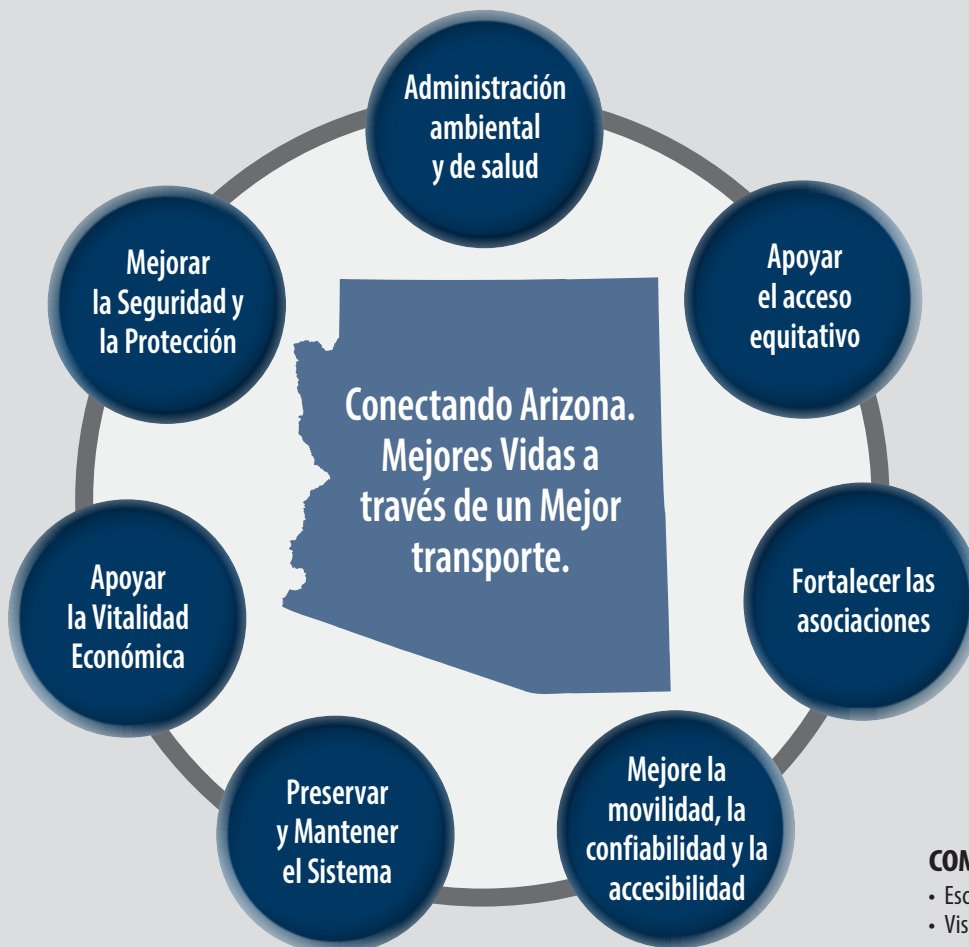 Administración
ambiental
y de salud
Apoyar
el acceso
equitativo
Fortalecer las
asociaciones
Mejore la
movilidad, la
confiabilidad y la
accesibilidad
Preservar
y Mantener
el Sistema
Apoyar
la Vitalidad
Económica
Mejorar
la Seguridad y
la Protección
Conectando Arizona.
Mejores Vidas a
través de un Mejor
transporte.